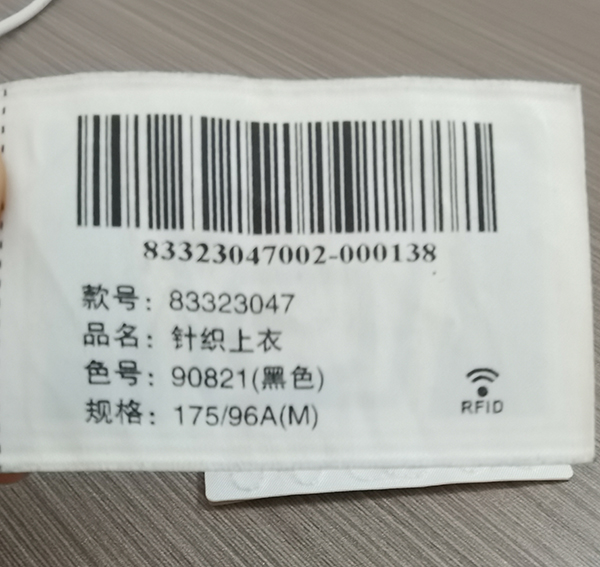 83323047002-000138
款号：83323047
品名：针织上衣
色号：90821(黑色)
规格：175/96A(M)
RFID